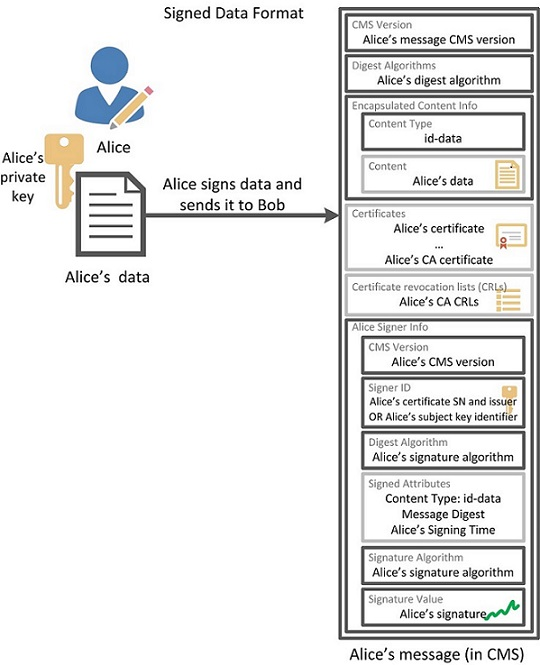 Signed Data Format
Alice
Alice's
private
key
Alice signs data and
sends it to Bob
Alice's data
CMS Version
Alice's message CMS version
Digest Algorithms
Alice's digest algorithm
Encapsulated Content Info
Content Type
id-data
Content
Alice's data
Certificates
Alice's certificate
...
Alice's CA certificate
Certificate revocation lists (CRLs)
Alice's CA CRLs
Alice Signer Info
CMS Version
Alice's CMS version
Signer ID
Alice's certificate SN and issuer
OR Alice's subject key identifier
Digest Algorithm
Alice's signature algorithm
Signed Attributes
Content Type: id-data
Message Digest
Alice's Signing Time
Signature Algorithm
Alice's signature algorithm
Signature Value
Alice's signature
Alice's message (in CMS)